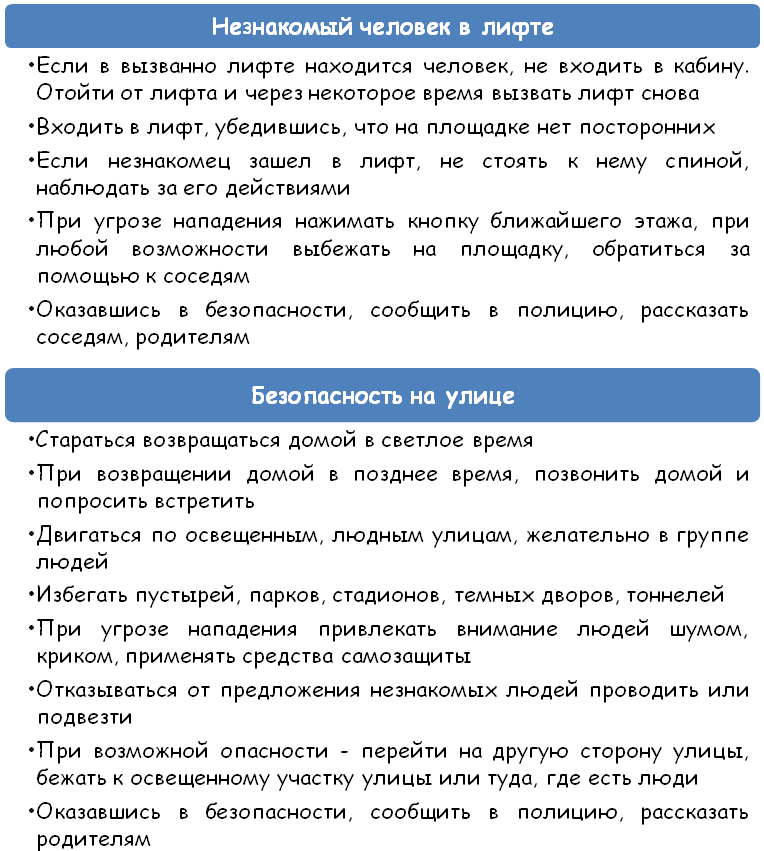 Незнакомый человек в лифте
•Если в вызванно лифте находится человек, не входить в кабину.
Отойти от лифта и через некоторое время вызвать лифт снова
•Входить в лифт, убедившись, что на площадке нет посторонних
•Если незнакомец зашел в лифт, не стоять к нему спиной,
наблюдать за его действиями
•При угрозе нападения нажимать кнопку ближайшего этажа, при
любой возможности выбежать на площадку, обратиться за
помощью к соседям
•Оказавшись в безопасности, сообщить в полицию, рассказать
соседям, родителям
Безопасность на улице
•Стараться возвращаться домой в светлое время
•При возвращении домой в позднее время, позвонить домой и
попросить встретить
•Двигаться по освещенным, людным улицам, желательно в группе
людей
•Избегать пустырей, парков, стадионов, темных дворов, тоннелей
•При угрозе нападения привлекать внимание людей шумом,
криком, применять средства самозащиты
•Отказываться от предложения незнакомых людей проводить или
подвезти
•При возможной опасности - перейти на другую сторону улицы,
бежать к освещенному участку улицы или туда, где есть люди
•Оказавшись в безопасности, сообщить в полицию, рассказать
родителям